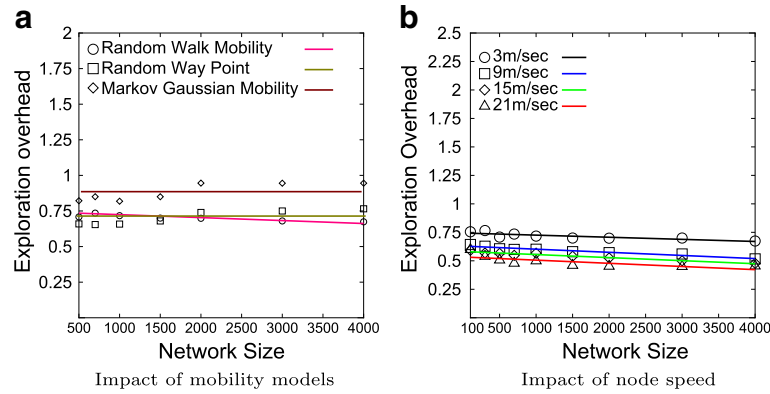 a
Exploration overhead
2
1.75
1.5
1.25
1
0.75
0.5
0.25
Random Walk Mobility
Random Way Point
Markov Gaussian Mobility
500 1000 1500 2000 2500 3000 3500 4000
Network Size
Impact of mobility models
b
Exploration Overhead
2.5
2.25
2
1.75
1.5
1.25
1
0.75
0.5
0.25
3m/sec
9m/sec
15m/sec
21m/sec
100 500 1000 1500 2000 2500 3000 3500 4000
Network Size
Impact of node speed